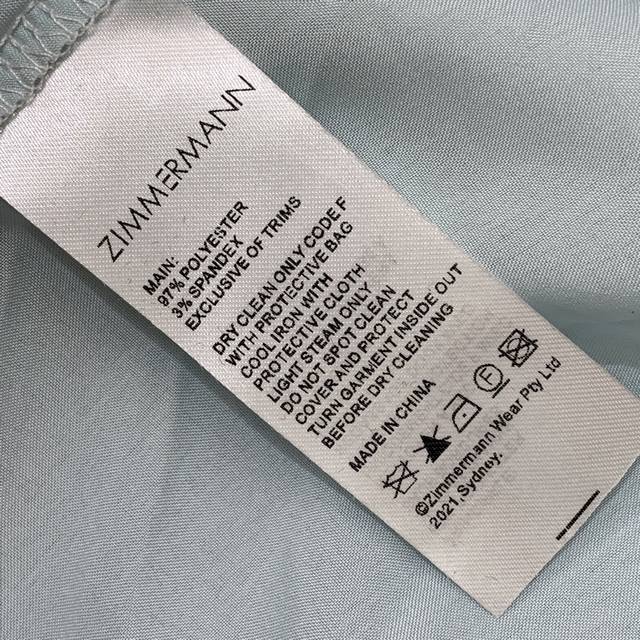 ZIMMERMANN
MAIN:
97% POLYESTER
3% SPANDEX
EXCLUSIVE OF TRIMS
DRY CLEAN ONLY CODE F
WITH PROTECTIVE BAG
COOL IRON WITH
PROTECTIVE CLOTH
LIGHT STEAM ONLY
DO NOT SPOT CLEAN
COVER AND PROTECT
TURN GARMENT INSIDE OUT
BEFORE DRY CLEANING
MADE IN CHINA
F
©Zimmermann Wear Pty Ltd
2021,Sydney.